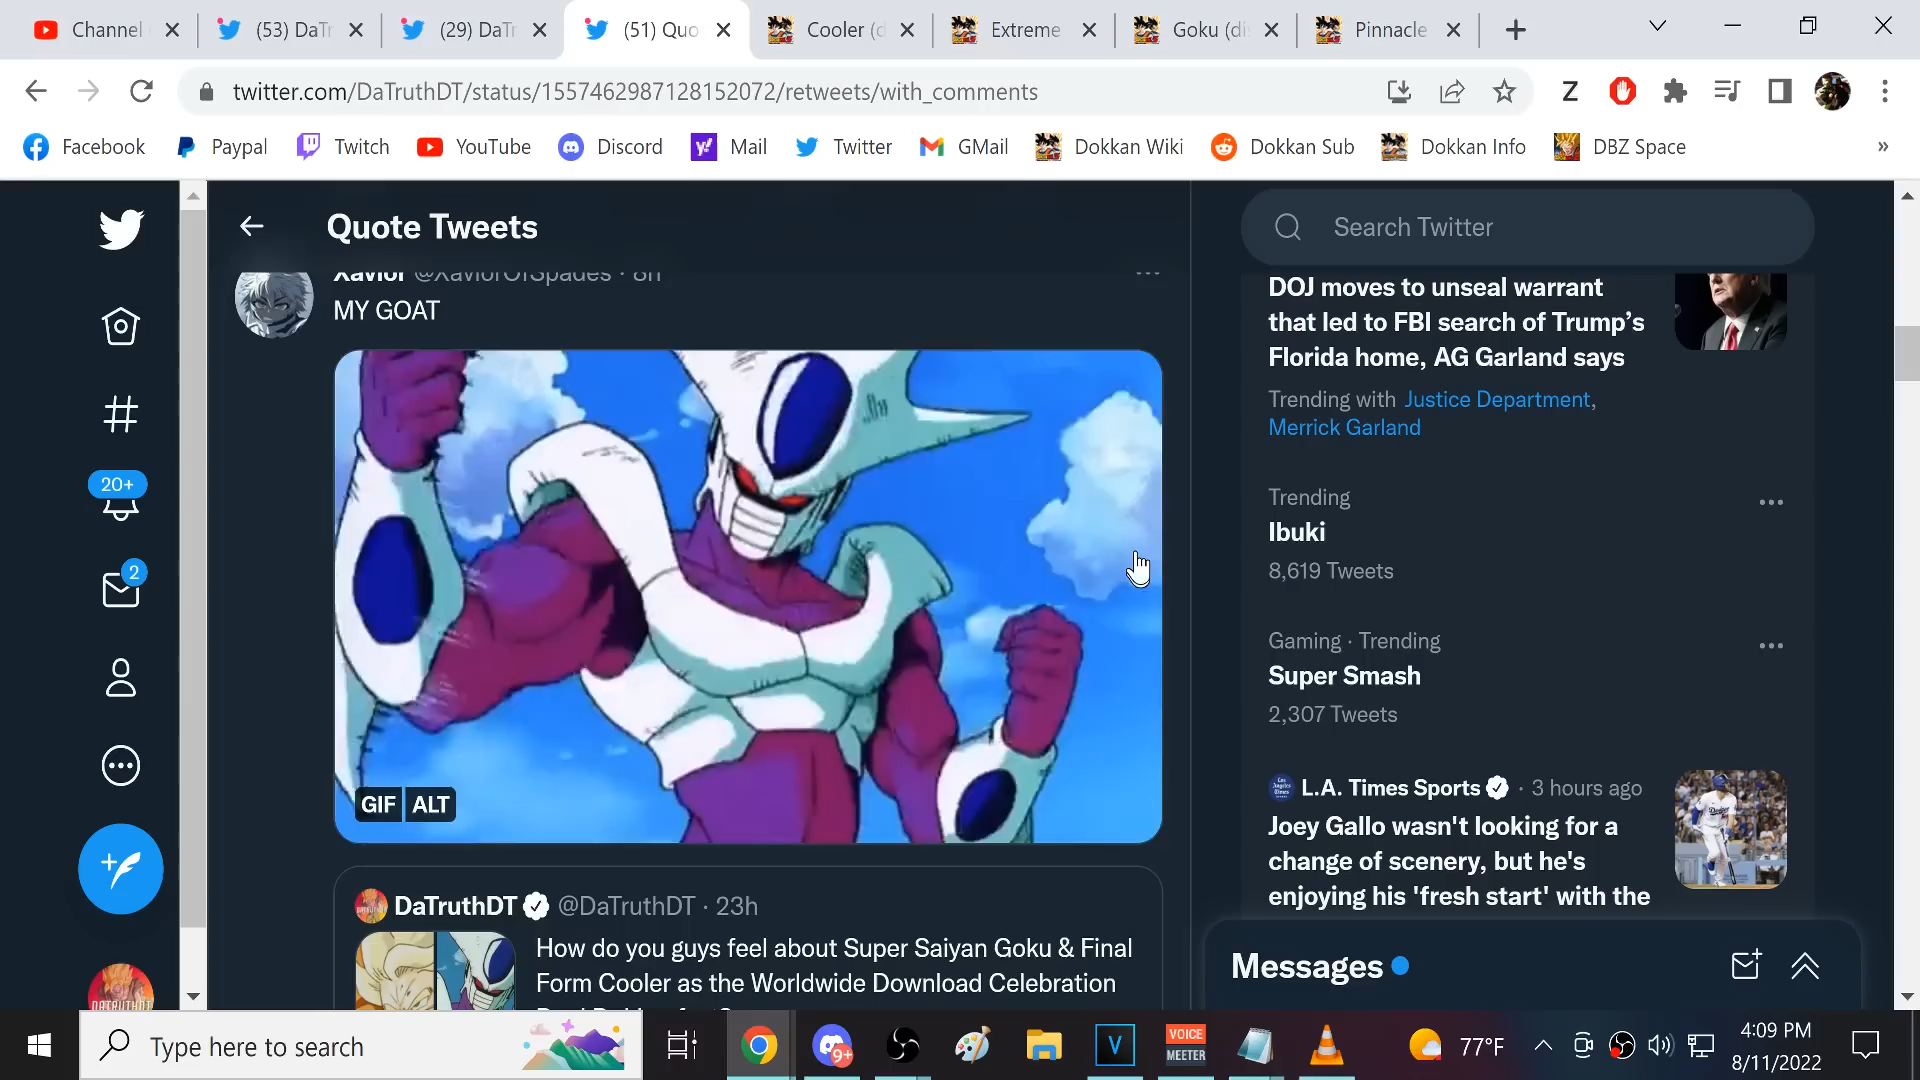 Channel
(53) DaTr
(29) DaTr
(51) Quo
Cooler (d
Extreme
Goku (di
Pinnacle
twitter.com/DaTruthDT/status/1557462987128152072/retweets/with_comments
Z
Facebook
Paypal
Twitch
YouTube
Discord
Mail
Twitter
GMail
Dokkan Wiki
Dokkan Sub
Dokkan Info
DBZ Space
»
Quote Tweets
Search Twitter
Xavior @XaviorOfSpades · 8h
MY GOAT
GIF ALT
DaTruthDT @DaTruthDT · 23h
How do you guys feel about Super Saiyan Goku & Final
Form Cooler as the Worldwide Download Celebration
20+
2
DATRUTHDT
DOJ moves to unseal warrant
that led to FBI search of Trump’s
Florida home, AG Garland says
Trending with Justice Department,
Merrick Garland
Trending
Ibuki
8,619 Tweets
Gaming · Trending
Super Smash
2,307 Tweets
L.A. Times Sports · 3 hours ago
Joey Gallo wasn't looking for a
change of scenery, but he's
enjoying his 'fresh start' with the
Messages
Type here to search
9+
V
VOICE
MEETER
77°F
4:09 PM
8/11/2022